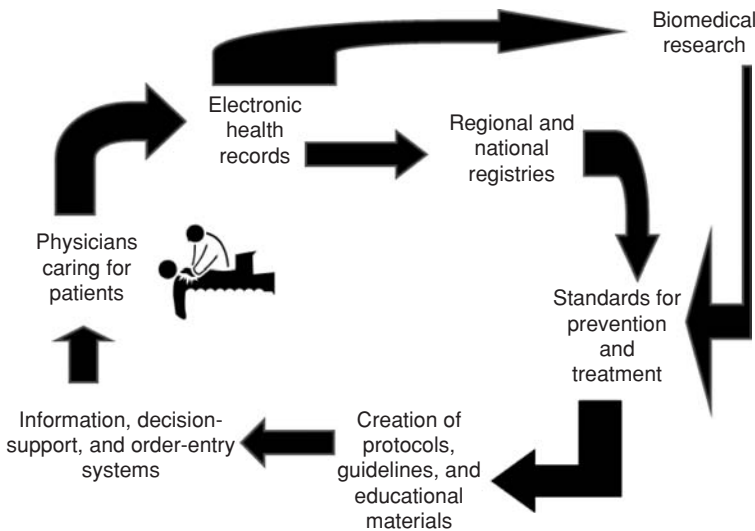 Biomedical
research
Electronic
health
records
Regional and
national
registries
Physicians
caring for
patients
Standards for
prevention
and
treatment
Information, decision-
support, and order-entry
systems
Creation of
protocols,
guidelines, and
educational
materials